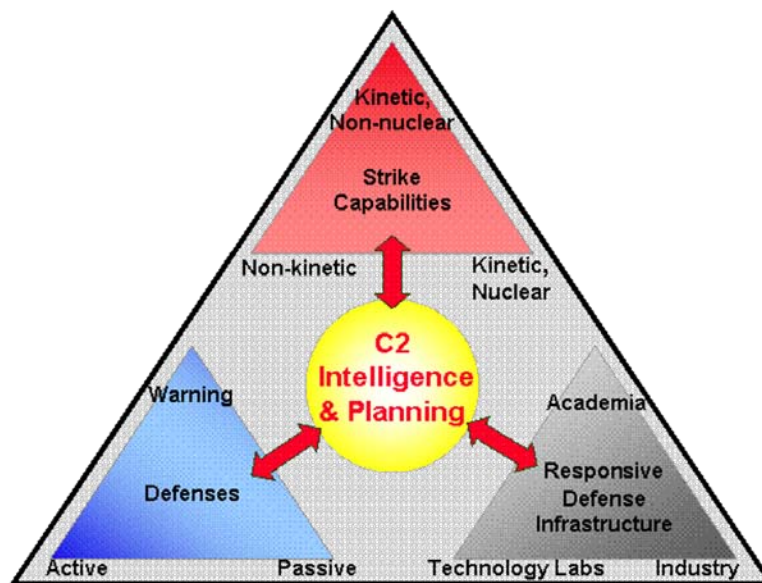 Kinetic,
Non-nuclear
Strike
Capabilities
Non-kinetic
Kinetic,
Nuclear
C2
Intelligence
& Planning
Warning
Defenses
Active
Passive
Academia
Responsive
Defense
Infrastructure
Technology Labs
Industry